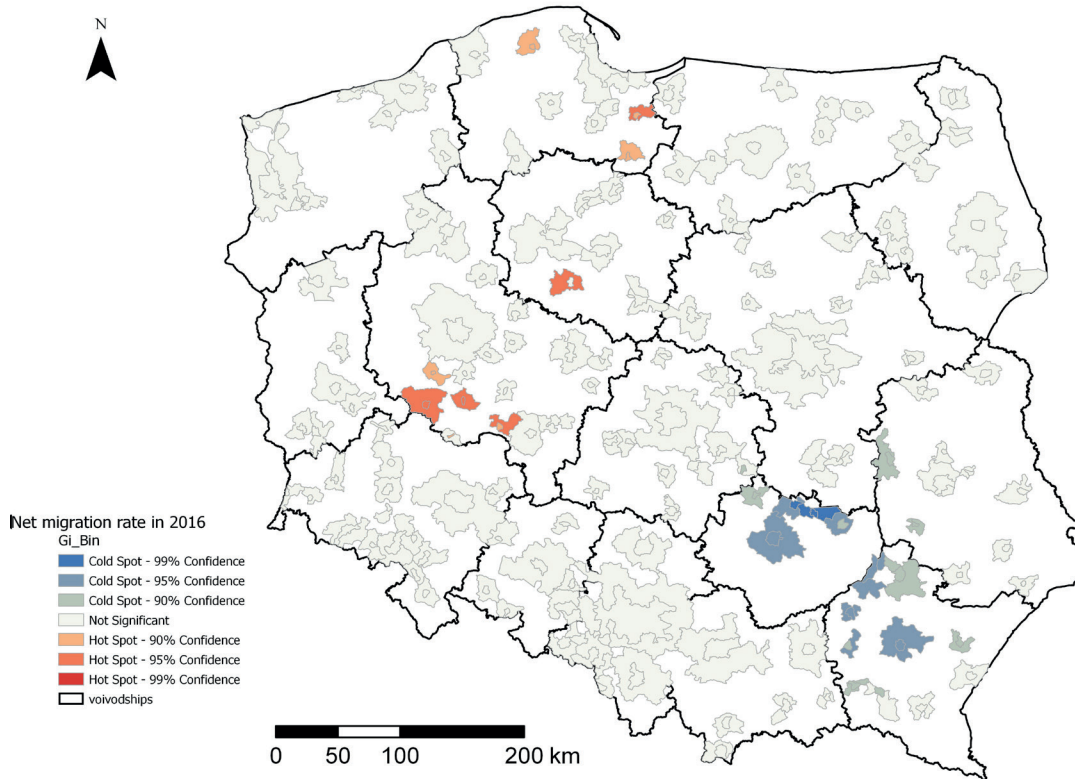 N
Net migration rate in 2016
Gi_Bin
Cold Spot - 99% Confidence
Cold Spot - 95% Confidence
Cold Spot - 90% Confidence
Not Significant
Hot Spot - 90% Confidence
Hot Spot - 95% Confidence
Hot Spot - 99% Confidence
voivodships
0 50 100 200 km